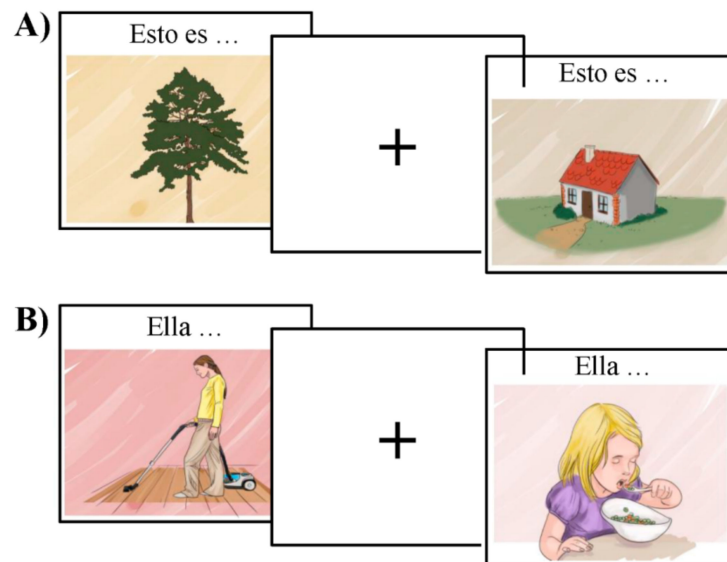 A)
Esto es …
+
Esto es …
B)
Ella …
+
Ella …